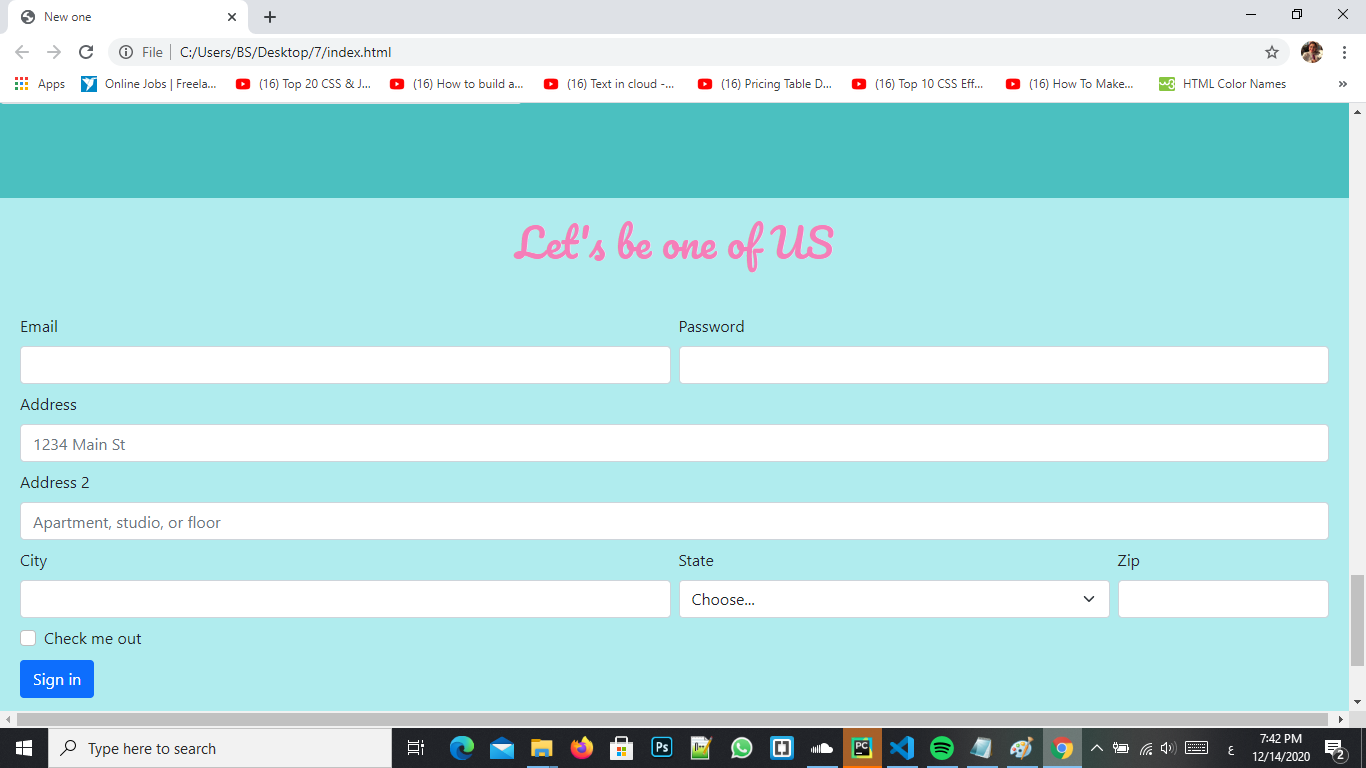 New one
File C:/Users/BS/Desktop/7/index.html
Apps Online Jobs | Freela... (16) Top 20 CSS & J... (16) How to build a... (16) Text in cloud -... (16) Pricing Table D... (16) Top 10 CSS Eff... (16) How To Make... HTML Color Names »
Let's be one of US
Email Password
Address
1234 Main St
Address 2
Apartment, studio, or floor
City State Zip
Choose...
Check me out
Sign in
Type here to search Ps PC ع 7:42 PM
12/14/2020 2